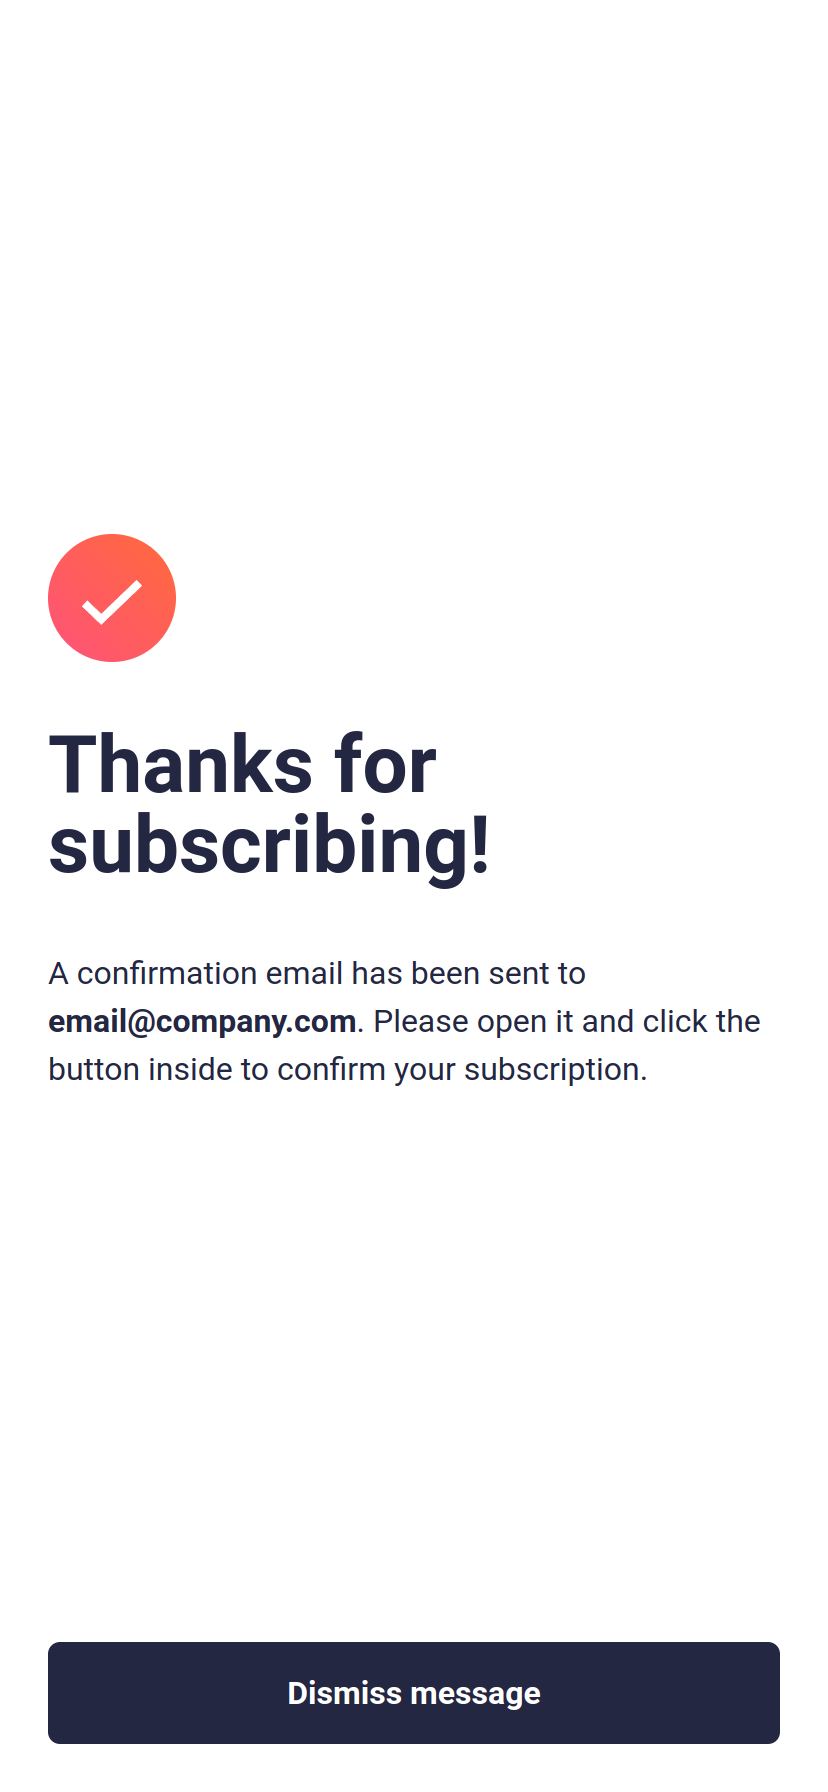 Thanks for
subscribing!
A confirmation email has been sent to
email@company.com. Please open it and click the
button inside to confirm your subscription.
Dismiss message